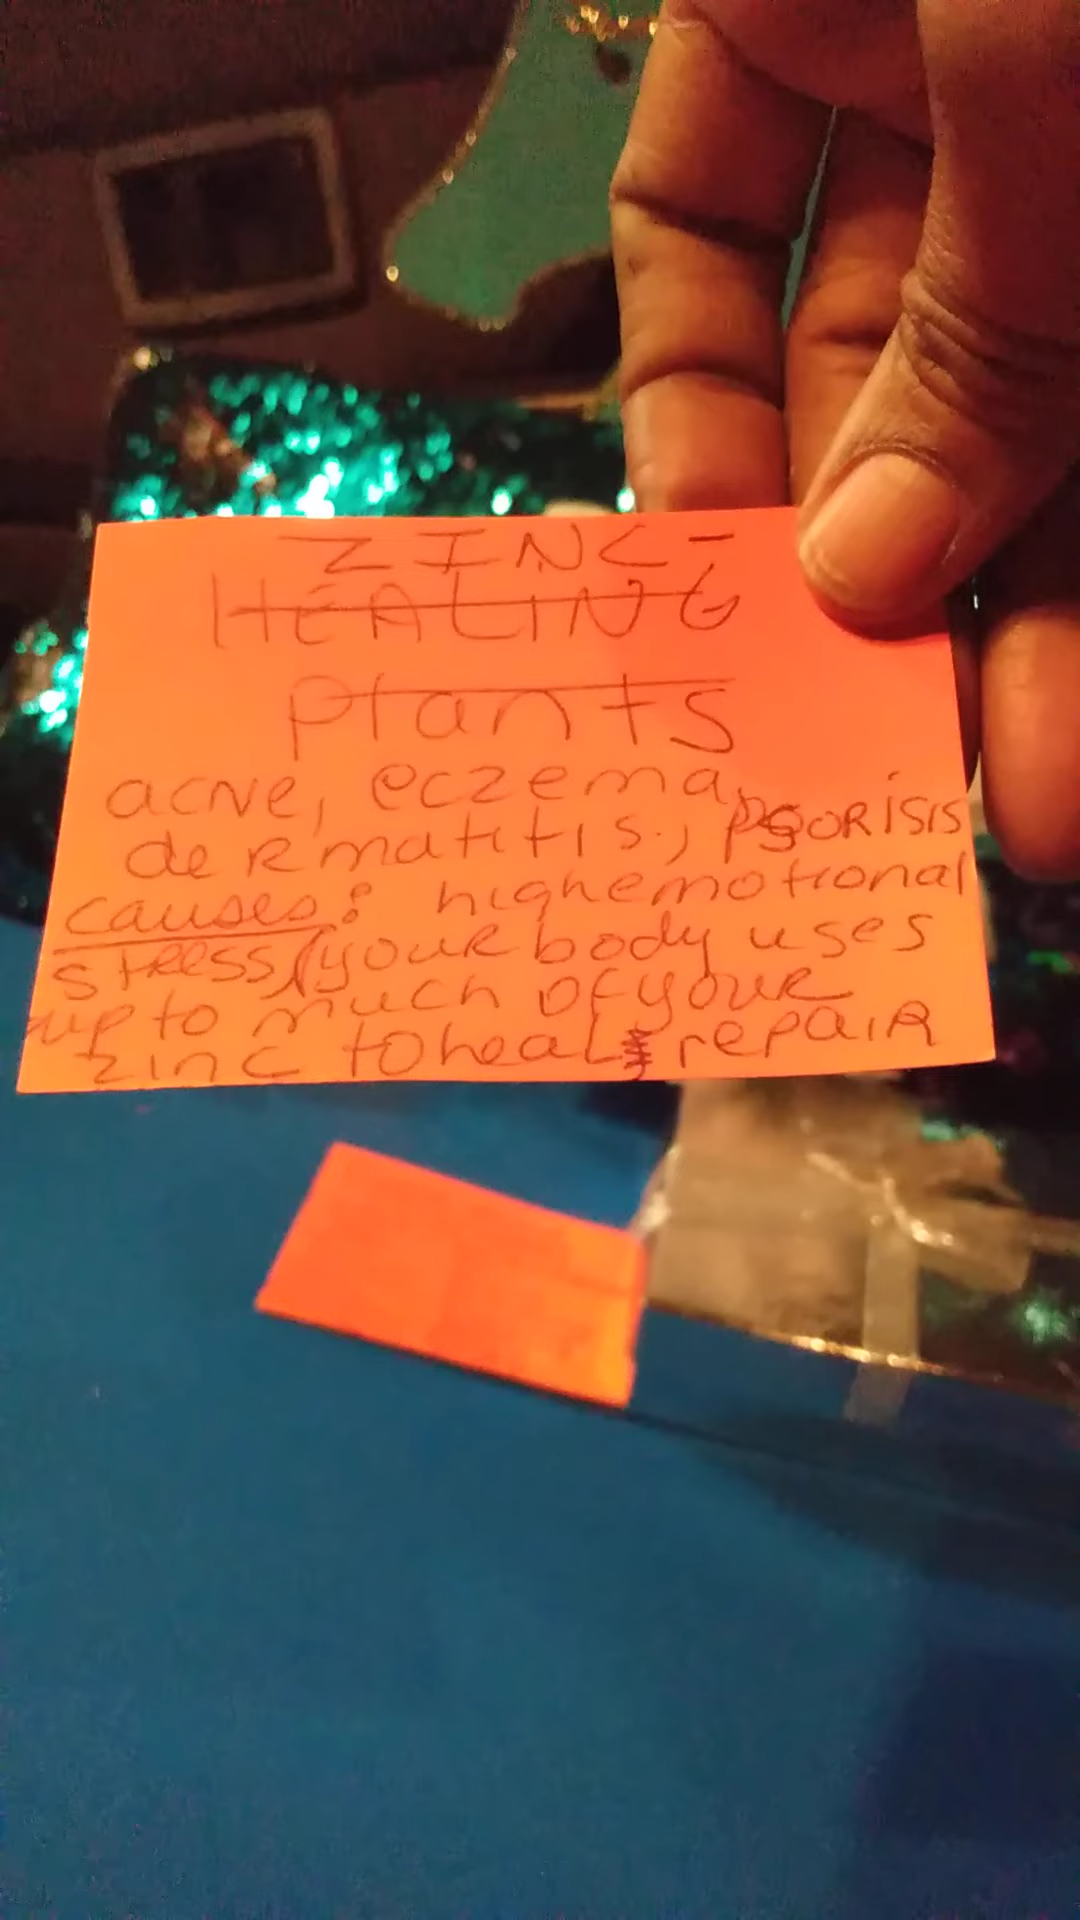 ZINC-
HEALING
Plants
acne, eczema,
dermatitis., PSORISIS
causes: high emotional
STRESS, (your body uses
up to much of your
zinc to heal & repair